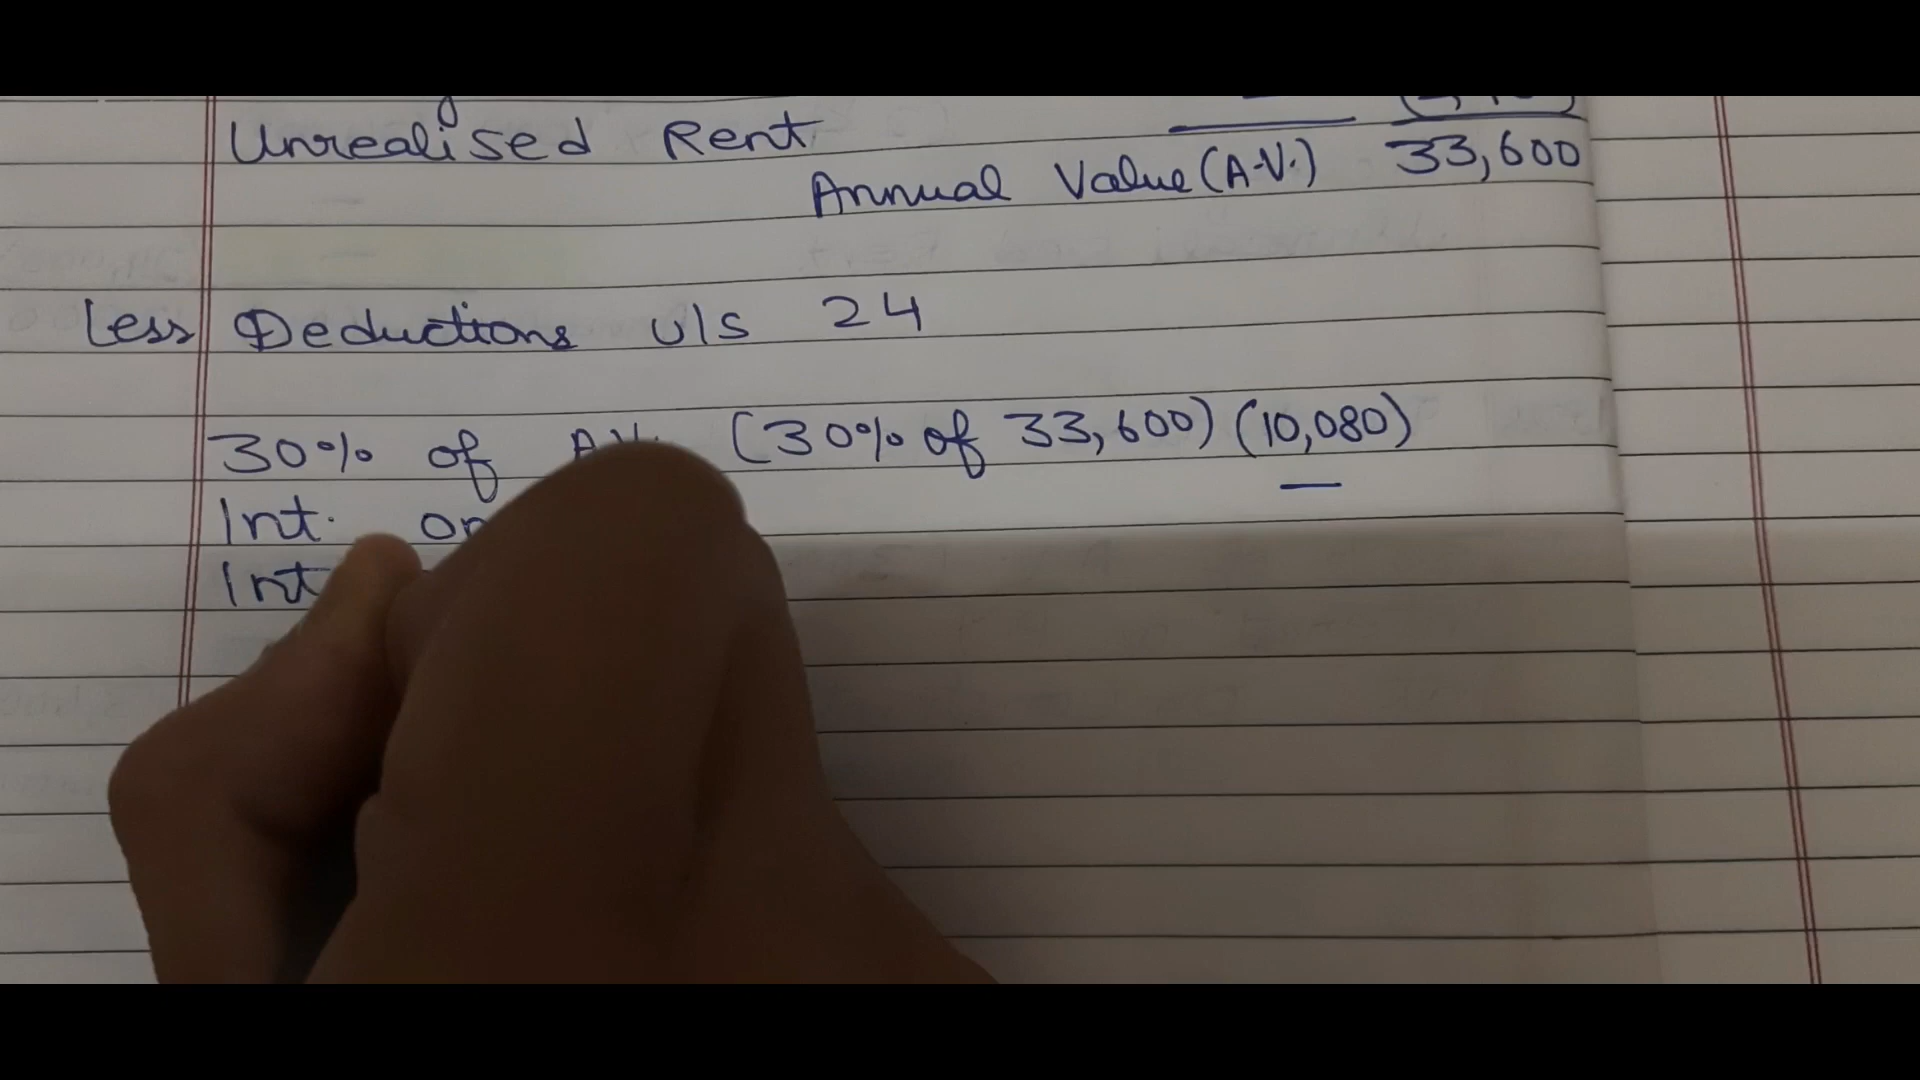 Unrealised Rent
Annual Value (A.V.) 33,600
Less Deductions u/s 24
30% of A.V. (30% of 33,600) (10,080)
Int. on
Int